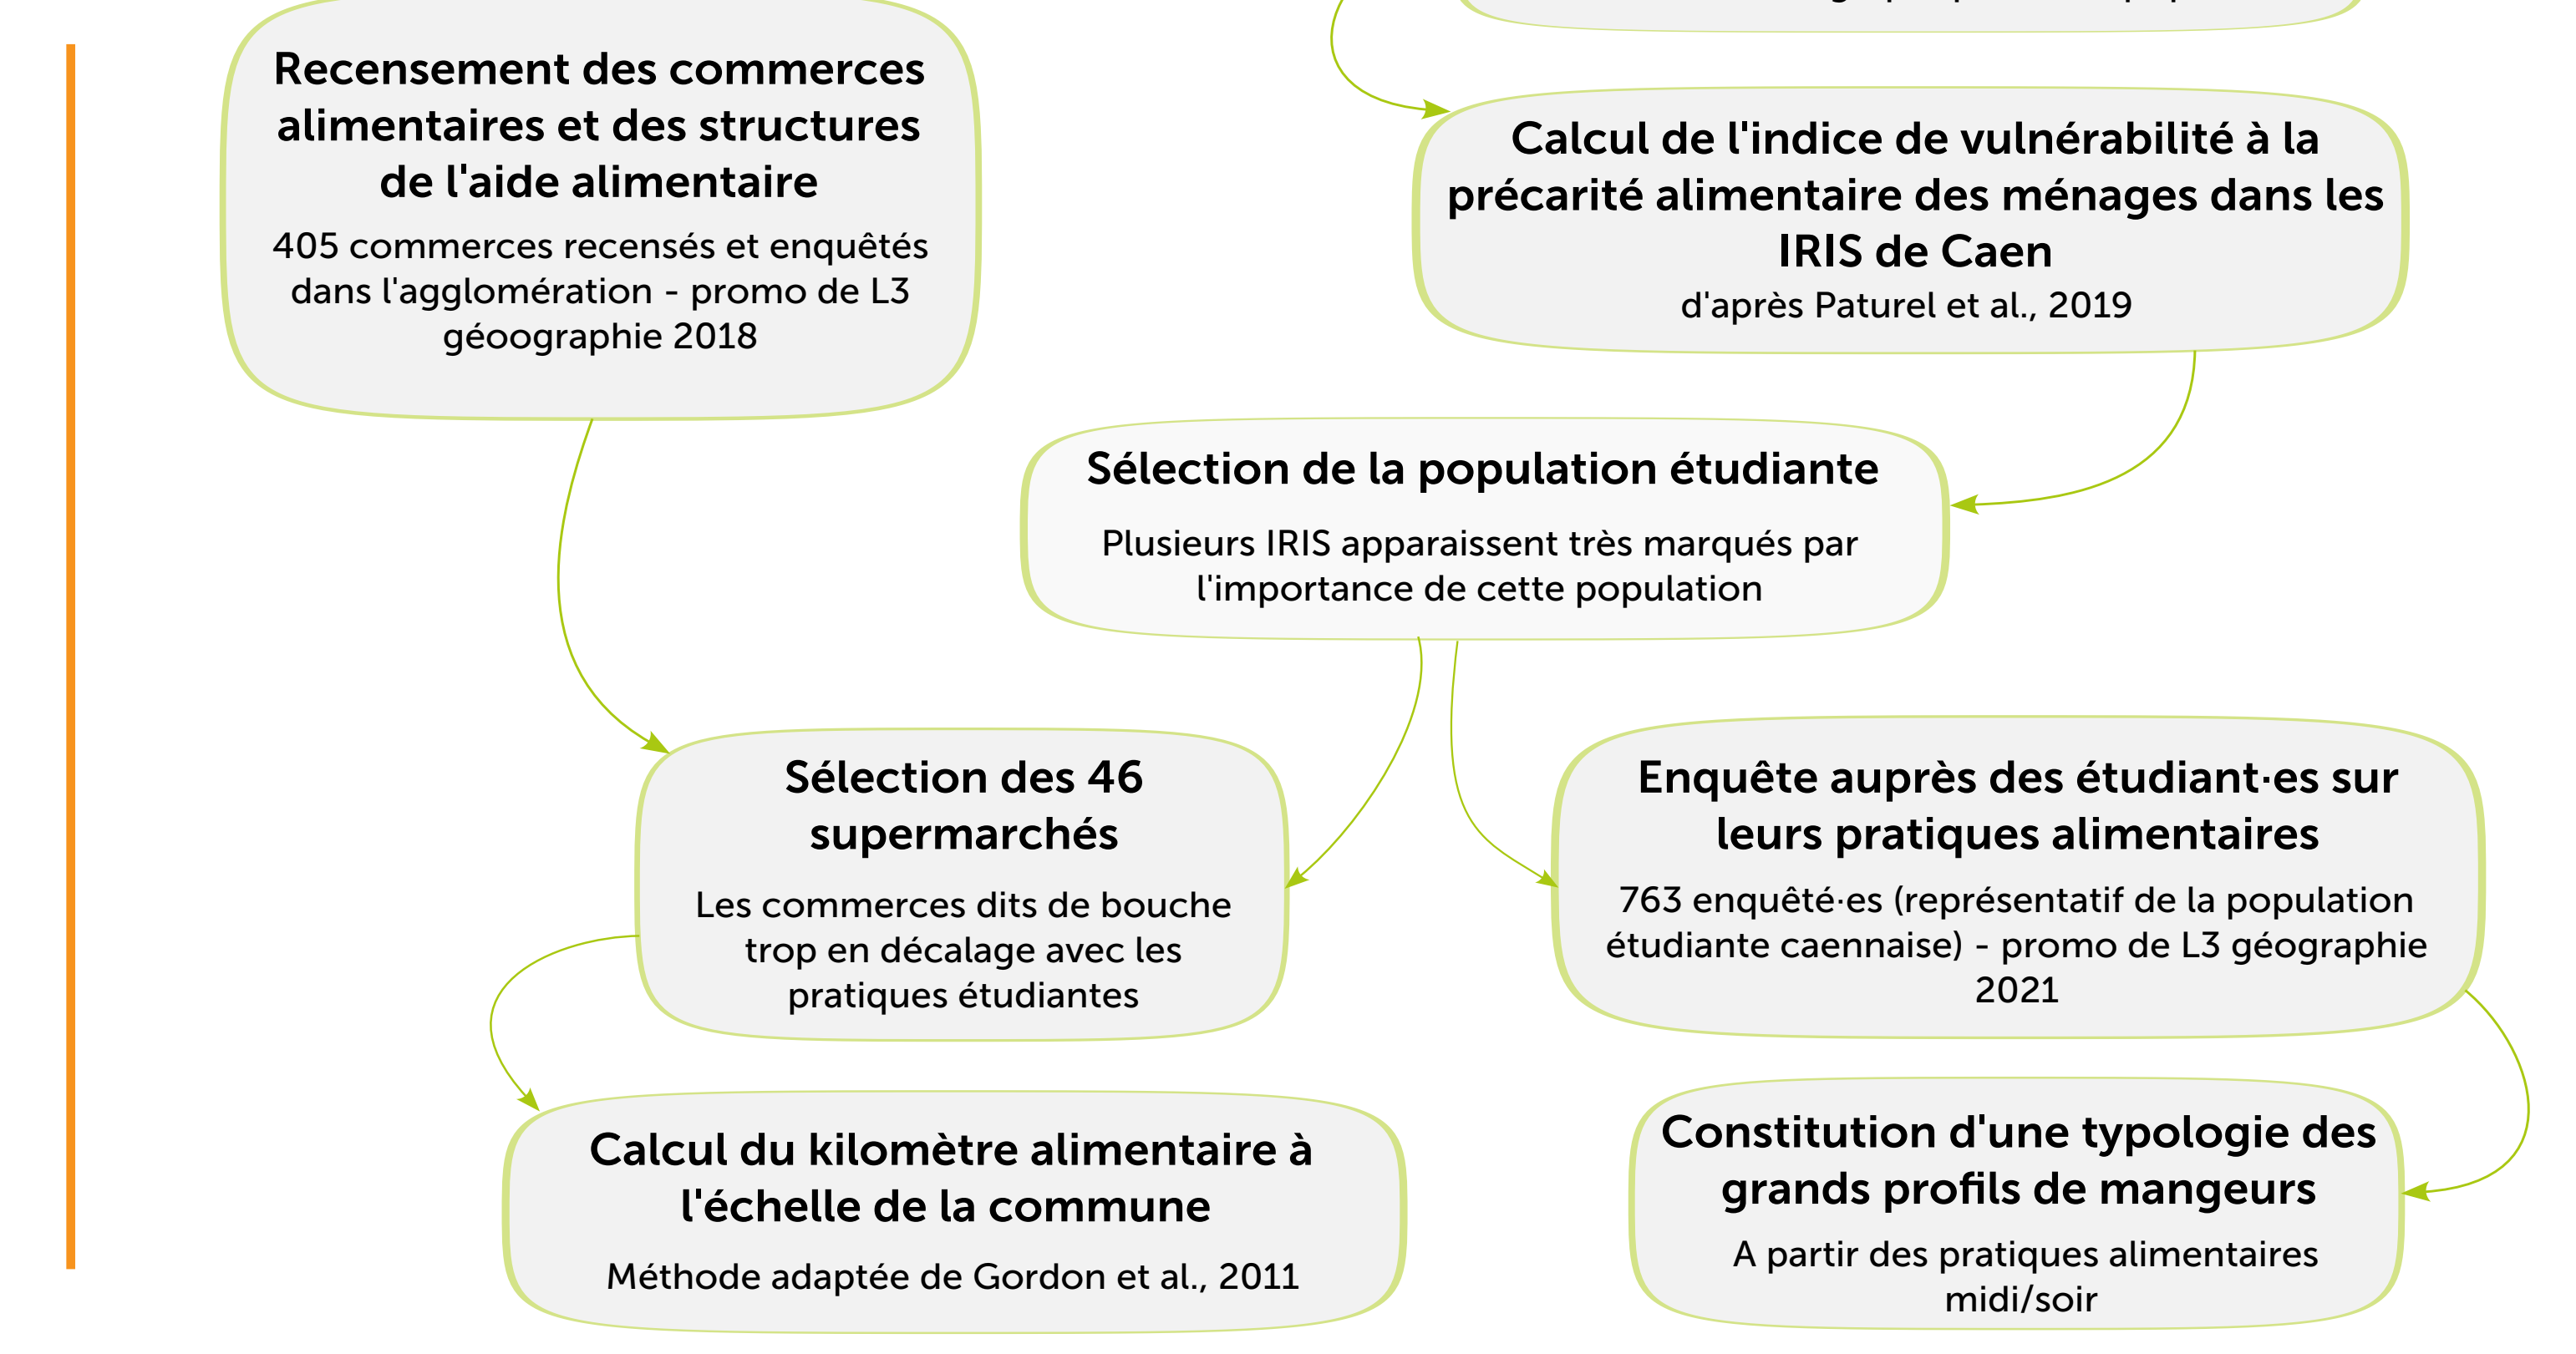 Recensement des commerces
alimentaires et des structures
de l'aide alimentaire
405 commerces recensés et enquêtés
dans l'agglomération - promo de L3
géoographie 2018
Calcul de l'indice de vulnérabilité à la
précarité alimentaire des ménages dans les
IRIS de Caen
d'après Paturel et al., 2019
Sélection de la population étudiante
Plusieurs IRIS apparaissent très marqués par
l'importance de cette population
Sélection des 46
supermarchés
Les commerces dits de bouche
trop en décalage avec les
pratiques étudiantes
Enquête auprès des étudiant·es sur
leurs pratiques alimentaires
763 enquêté·es (représentatif de la population
étudiante caennaise) - promo de L3 géographie
2021
Calcul du kilomètre alimentaire à
l'échelle de la commune
Méthode adaptée de Gordon et al., 2011
Constitution d'une typologie des
grands profils de mangeurs
A partir des pratiques alimentaires
midi/soir